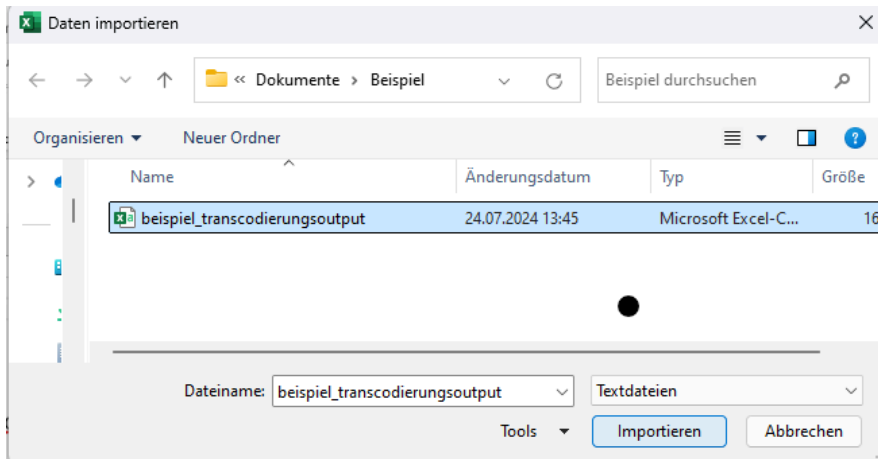 Daten importieren
« Dokumente > Beispiel
Beispiel durchsuchen
Organisieren
Neuer Ordner
?
Name
Änderungsdatum
Typ
Größe
beispiel_transcodierungsoutput
24.07.2024 13:45
Microsoft Excel-C...
16
Dateiname:
beispiel_transcodierungsoutput
Textdateien
Tools
Importieren
Abbrechen